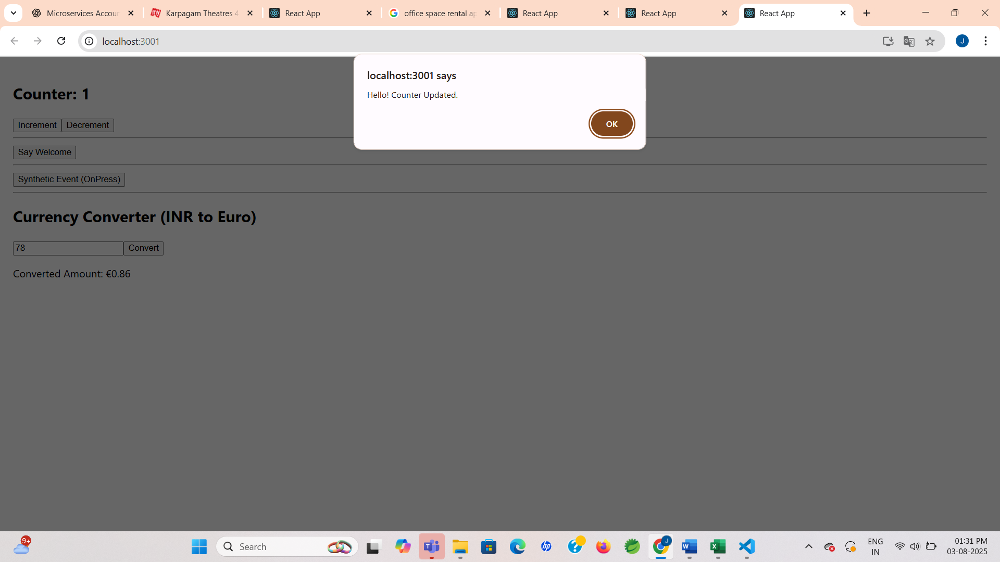 Microservices Accour
Karpagam Theatres 4
React App
office space rental ap
React App
React App
React App
localhost:3001
J
localhost:3001 says
Hello! Counter Updated.
OK
Counter: 1
Increment
Decrement
Say Welcome
Synthetic Event (OnPress)
Currency Converter (INR to Euro)
78
Convert
Converted Amount: €0.86
9+
Search
ENG
IN
01:31 PM
03-08-2025